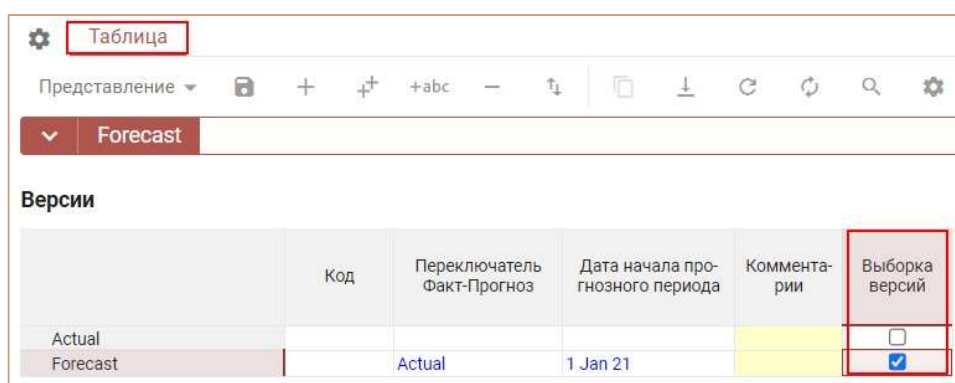 Таблица
Представление +abc
Forecast
Версии
Код Переключатель Факт-Прогноз Дата начала про-гнозного периода Коммента-рии Выборка версий
Actual
Forecast Actual 1 Jan 21